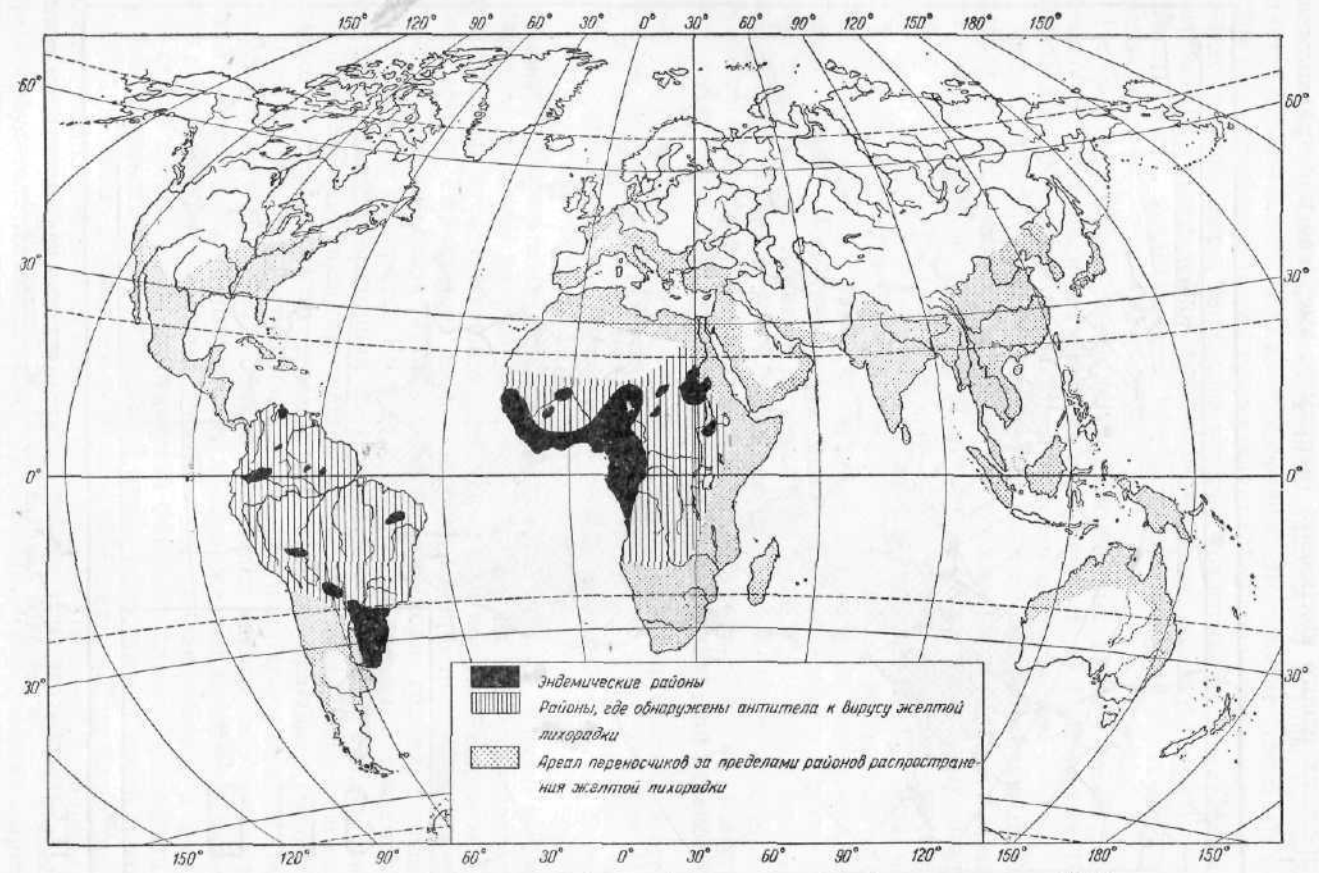 150° 120° 90° 60° 30° 0° 30° 60° 90° 120° 150° 180° 150°
60° 60°
30° 30°
0° 0°
30° 30°
Эндемические районы
Районы, где обнаружены антитела к вирусу желтой
лихорадки
Ареал переносчиков за пределами районов распростране-
ния желтой лихорадки
150° 120° 90° 60° 30° 0° 30° 60° 90° 150° 180° 150°